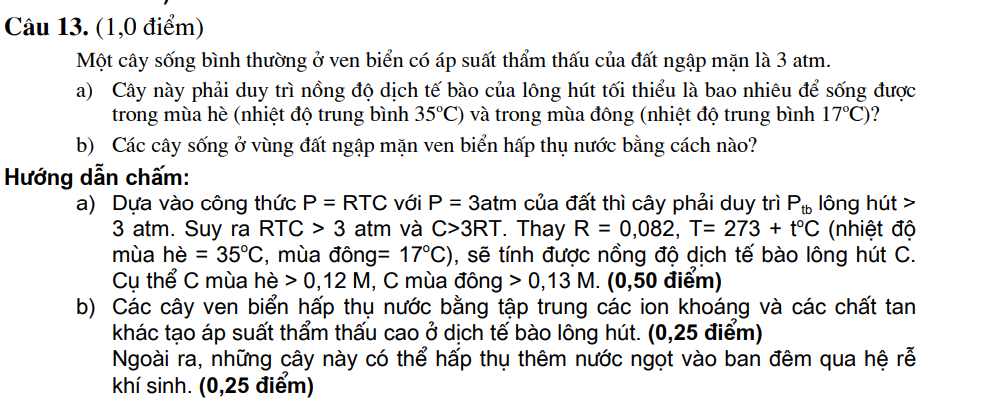 Câu 13. (1,0 điểm)
Một cây sống bình thường ở ven biển có áp suất thẩm thấu của đất ngập mặn là 3 atm.
a) Cây này phải duy trì nồng độ dịch tế bào của lông hút tối thiểu là bao nhiêu để sống được
trong mùa hè (nhiệt độ trung bình 35°C) và trong mùa đông (nhiệt độ trung bình 17°C)?
b) Các cây sống ở vùng đất ngập mặn ven biển hấp thụ nước bằng cách nào?
Hướng dẫn chấm:
a) Dựa vào công thức P = RTC với P = 3atm của đất thì cây phải duy trì P_tb lông hút >
3 atm. Suy ra RTC > 3 atm và C>3RT. Thay R = 0,082, T= 273 + t°C (nhiệt độ
mùa hè = 35°C, mùa đông= 17°C), sẽ tính được nồng độ dịch tế bào lông hút C.
Cụ thể C mùa hè > 0,12 M, C mùa đông > 0,13 M. (0,50 điểm)
b) Các cây ven biển hấp thụ nước bằng tập trung các ion khoáng và các chất tan
khác tạo áp suất thẩm thấu cao ở dịch tế bào lông hút. (0,25 điểm)
Ngoài ra, những cây này có thể hấp thụ thêm nước ngọt vào ban đêm qua hệ rễ
khí sinh. (0,25 điểm)